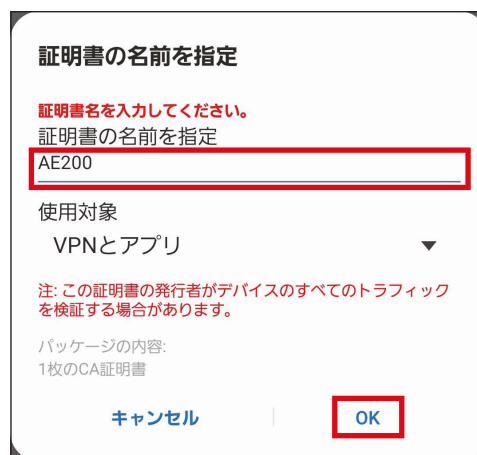 証明書の名前を指定
証明書名を入力してください。
証明書の名前を指定
AE200
使用対象
VPNとアプリ
注: この証明書の発行者がデバイスのすべてのトラフィック
を検証する場合があります。
パッケージの内容:
1枚のCA証明書
キャンセル
OK